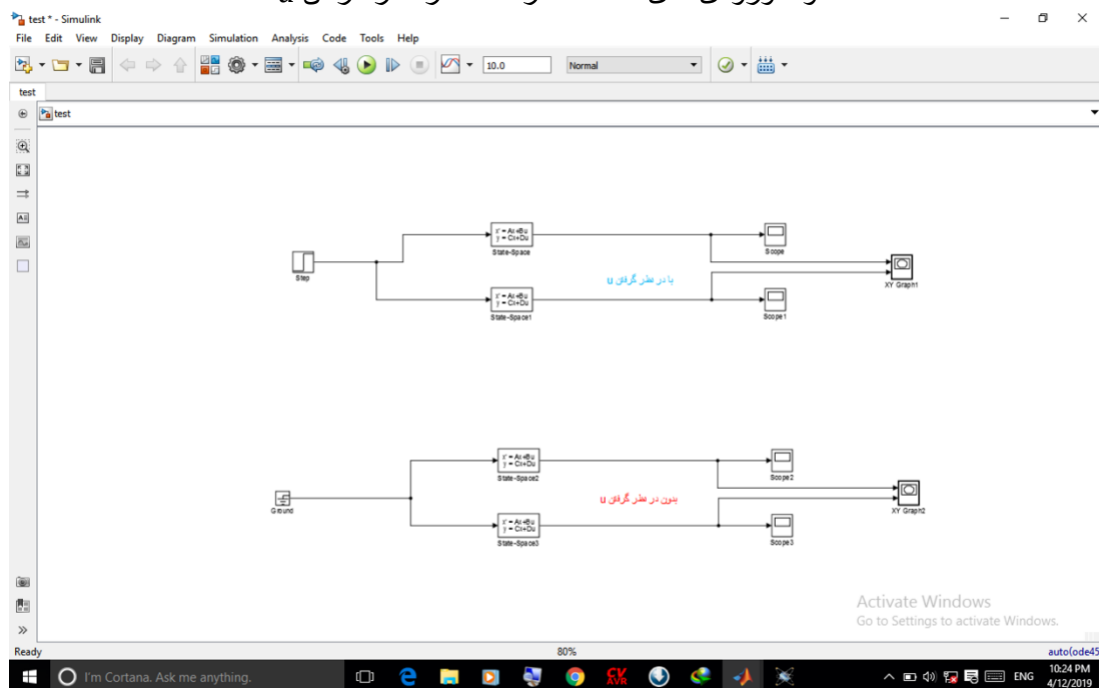 test * - Simulink
File Edit View Display Diagram Simulation Analysis Code Tools Help
10.0 Normal
test
test
Step
x' = Ax+Bu
y = Cx+Du
State-Space
Scope
با در نظر گرفتن u
XY Graph1
x' = Ax+Bu
y = Cx+Du
State-Space1
Scope1
x' = Ax+Bu
y = Cx+Du
State-Space2
Scope2
Ground
بدون در نظر گرفتن u
XY Graph2
x' = Ax+Bu
y = Cx+Du
State-Space3
Scope3
Activate Windows
Go to Settings to activate Windows.
Ready 80% auto(ode45
I'm Cortana. Ask me anything.
CV
AVR
ENG
10:24 PM
4/12/2019